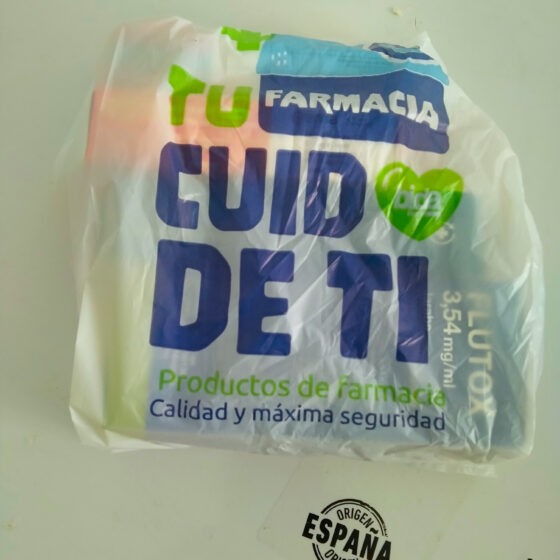 TU FARMACIA
CUID
DE TI
Productos de farmacia
Calidad y máxima seguridad
FLUTOX
3,54 mg/ml
ORIGEN
ESPAÑA